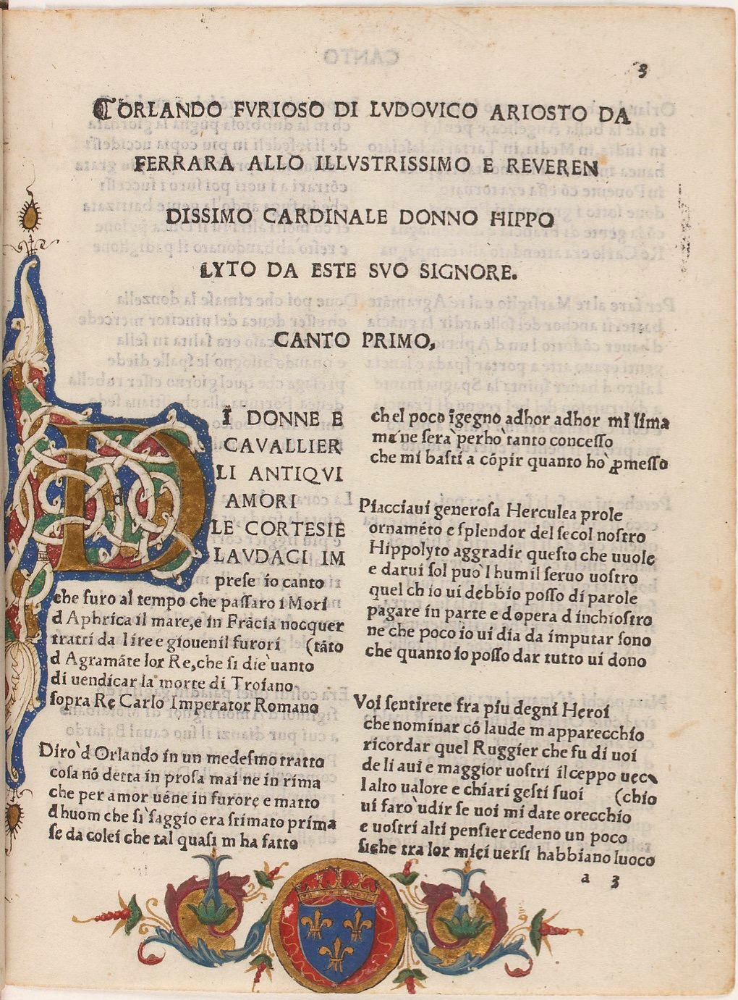 3
ORLANDO FVRIOSO DI LVDOVICO ARIOSTO DA
FERRARA ALLO ILLVSTRISSIMO E REVEREN
DISSIMO CARDINALE DONNO HIPPO
LYTO DA ESTE SVO SIGNORE.
CANTO PRIMO,
D
d
I DONNE E
CAVALLIER
LI ANTIQVI
AMORI
LE CORTESIE
LAVDACI IM
prese io canto
che furo al tempo che passaro i Mori
d Aphrica il mare,e in Frãcia nocquer
tratti da lire e giouenil furori (tãto
d Agramãte lor Re,che si die uanto
di uendicar la morte di Troiano
sopra Re Carlo Imperator Romano
Diro d Orlando in un medesmo tratto
cosa nõ detta in prosa mai ne in rima
che per amor uẽne in furore e matto
d huom che si saggio era stimato prima
se da colei che tal quasi m ha fatto
chel poco ĩgegno adhor adhor mi lima
me ne sera perho tanto concesso
che mi basti a cõpir quanto ho ꝓmesso
Piacciaui generosa Herculea prole
ornamẽto e splendor del secol nostro
Hippolyto aggradir questo che uuole
e darui sol puo l humil seruo uostro
quel ch io ui debbio posso di parole
pagare in parte e d opera d inchiostro
ne che poco io ui dia da imputar sono
che quanto io posso dar tutto ui dono
Voi sentirete fra piu degni Heroi
che nominar cõ laude m apparecchio
ricordar quel Ruggier che fu di uoi
de li aui e maggior uostri il ceppo uec
lalto ualore e chiari gesti suoi (chio
ui faro udir se uoi mi date orecchio
e uostri alti pensier cedeno un poco
siche tra lor miei uersi habbiano luoco
a 3